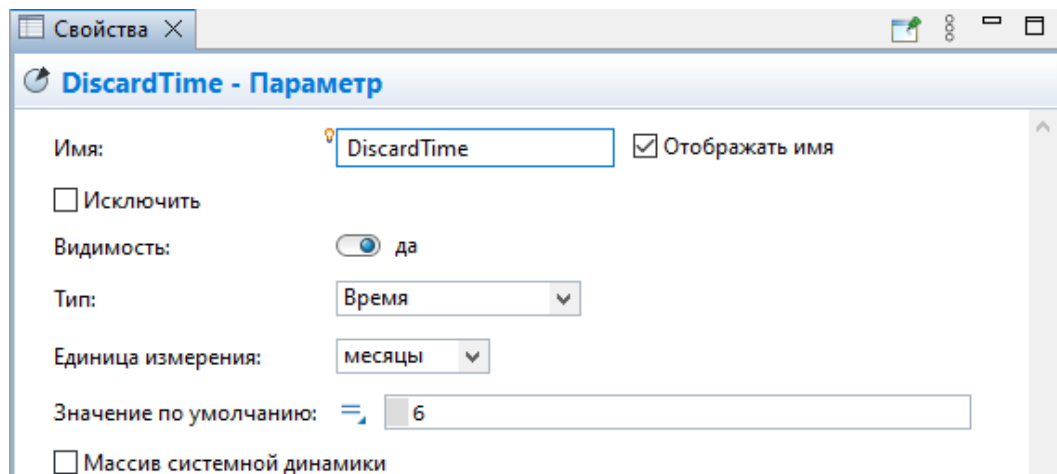 Свойства
DiscardTime - Параметр
Имя: DiscardTime Отображать имя
Исключить
Видимость: да
Тип: Время
Единица измерения: месяцы
Значение по умолчанию: 6
Массив системной динамики